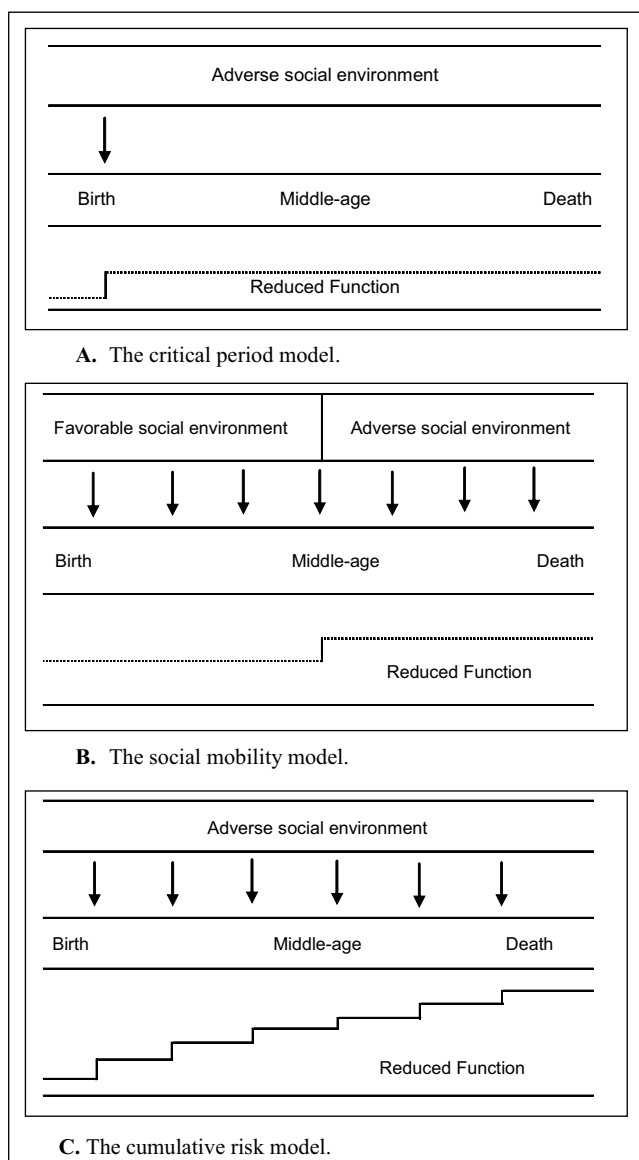 Adverse social environment
Birth Middle-age Death
Reduced Function
A. The critical period model.
Favorable social environment Adverse social environment
Birth Middle-age Death
Reduced Function
B. The social mobility model.
Adverse social environment
Birth Middle-age Death
Reduced Function
C. The cumulative risk model.